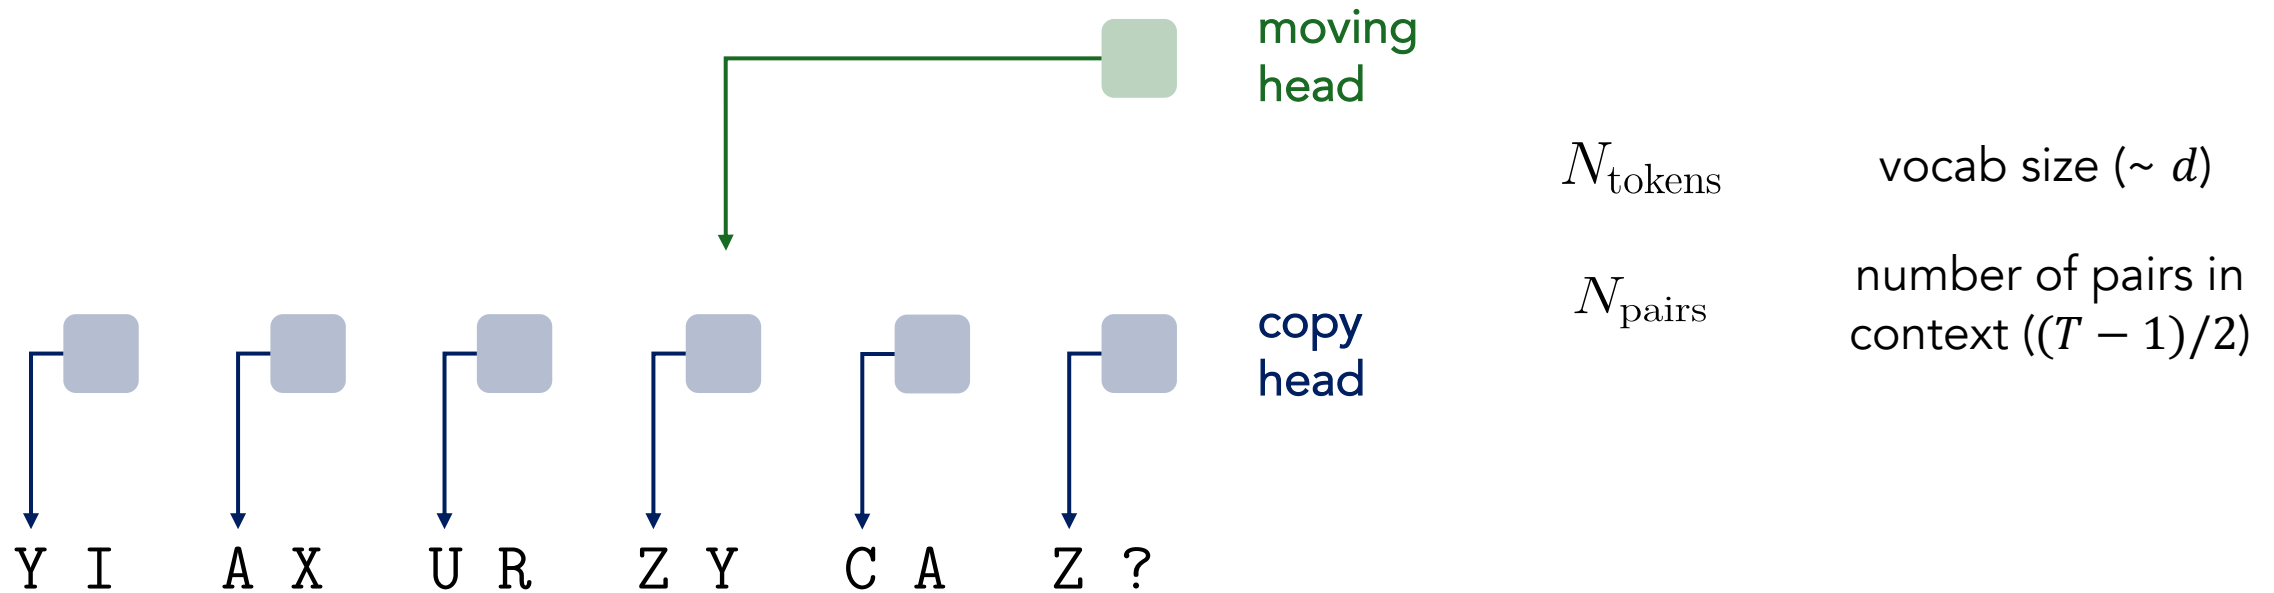 moving
head
N_tokens
vocab size (~ d)
N_pairs
number of pairs in
context ((T − 1)/2)
copy
head
Y I A X U R Z Y C A Z ?